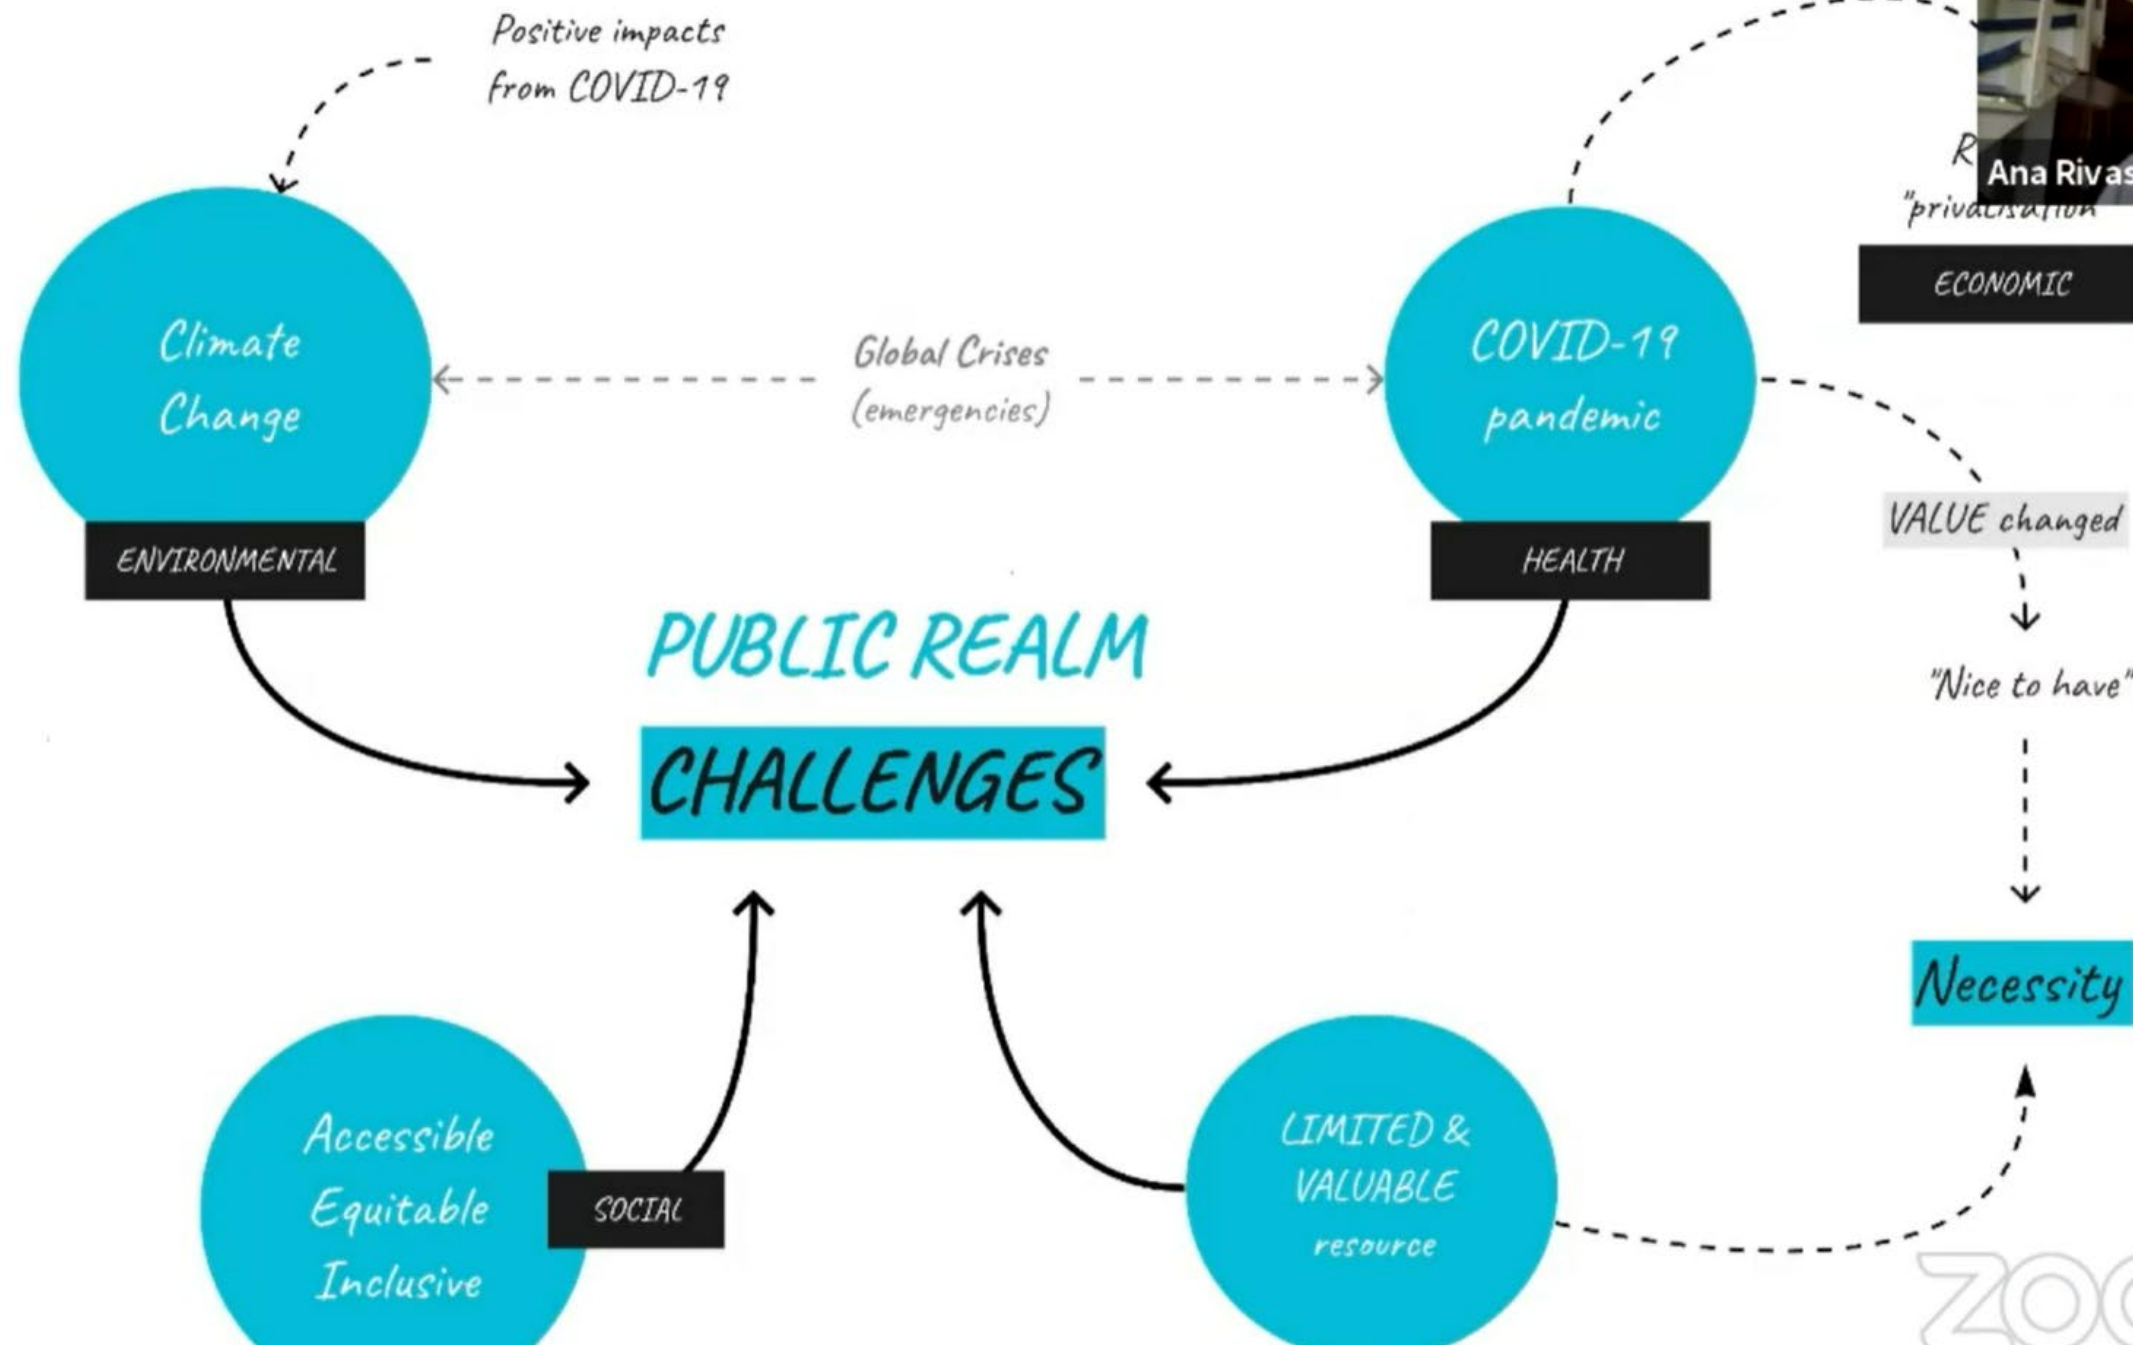 Positive impacts
from COVID-19
Ana Rivas
"privatisation
ECONOMIC
Climate
Change
Global Crises
(emergencies)
COVID-19
pandemic
ENVIRONMENTAL
HEALTH
VALUE changed
"Nice to have"
PUBLIC REALM
CHALLENGES
Necessity
Accessible
Equitable
Inclusive
SOCIAL
LIMITED &
VALUABLE
resource